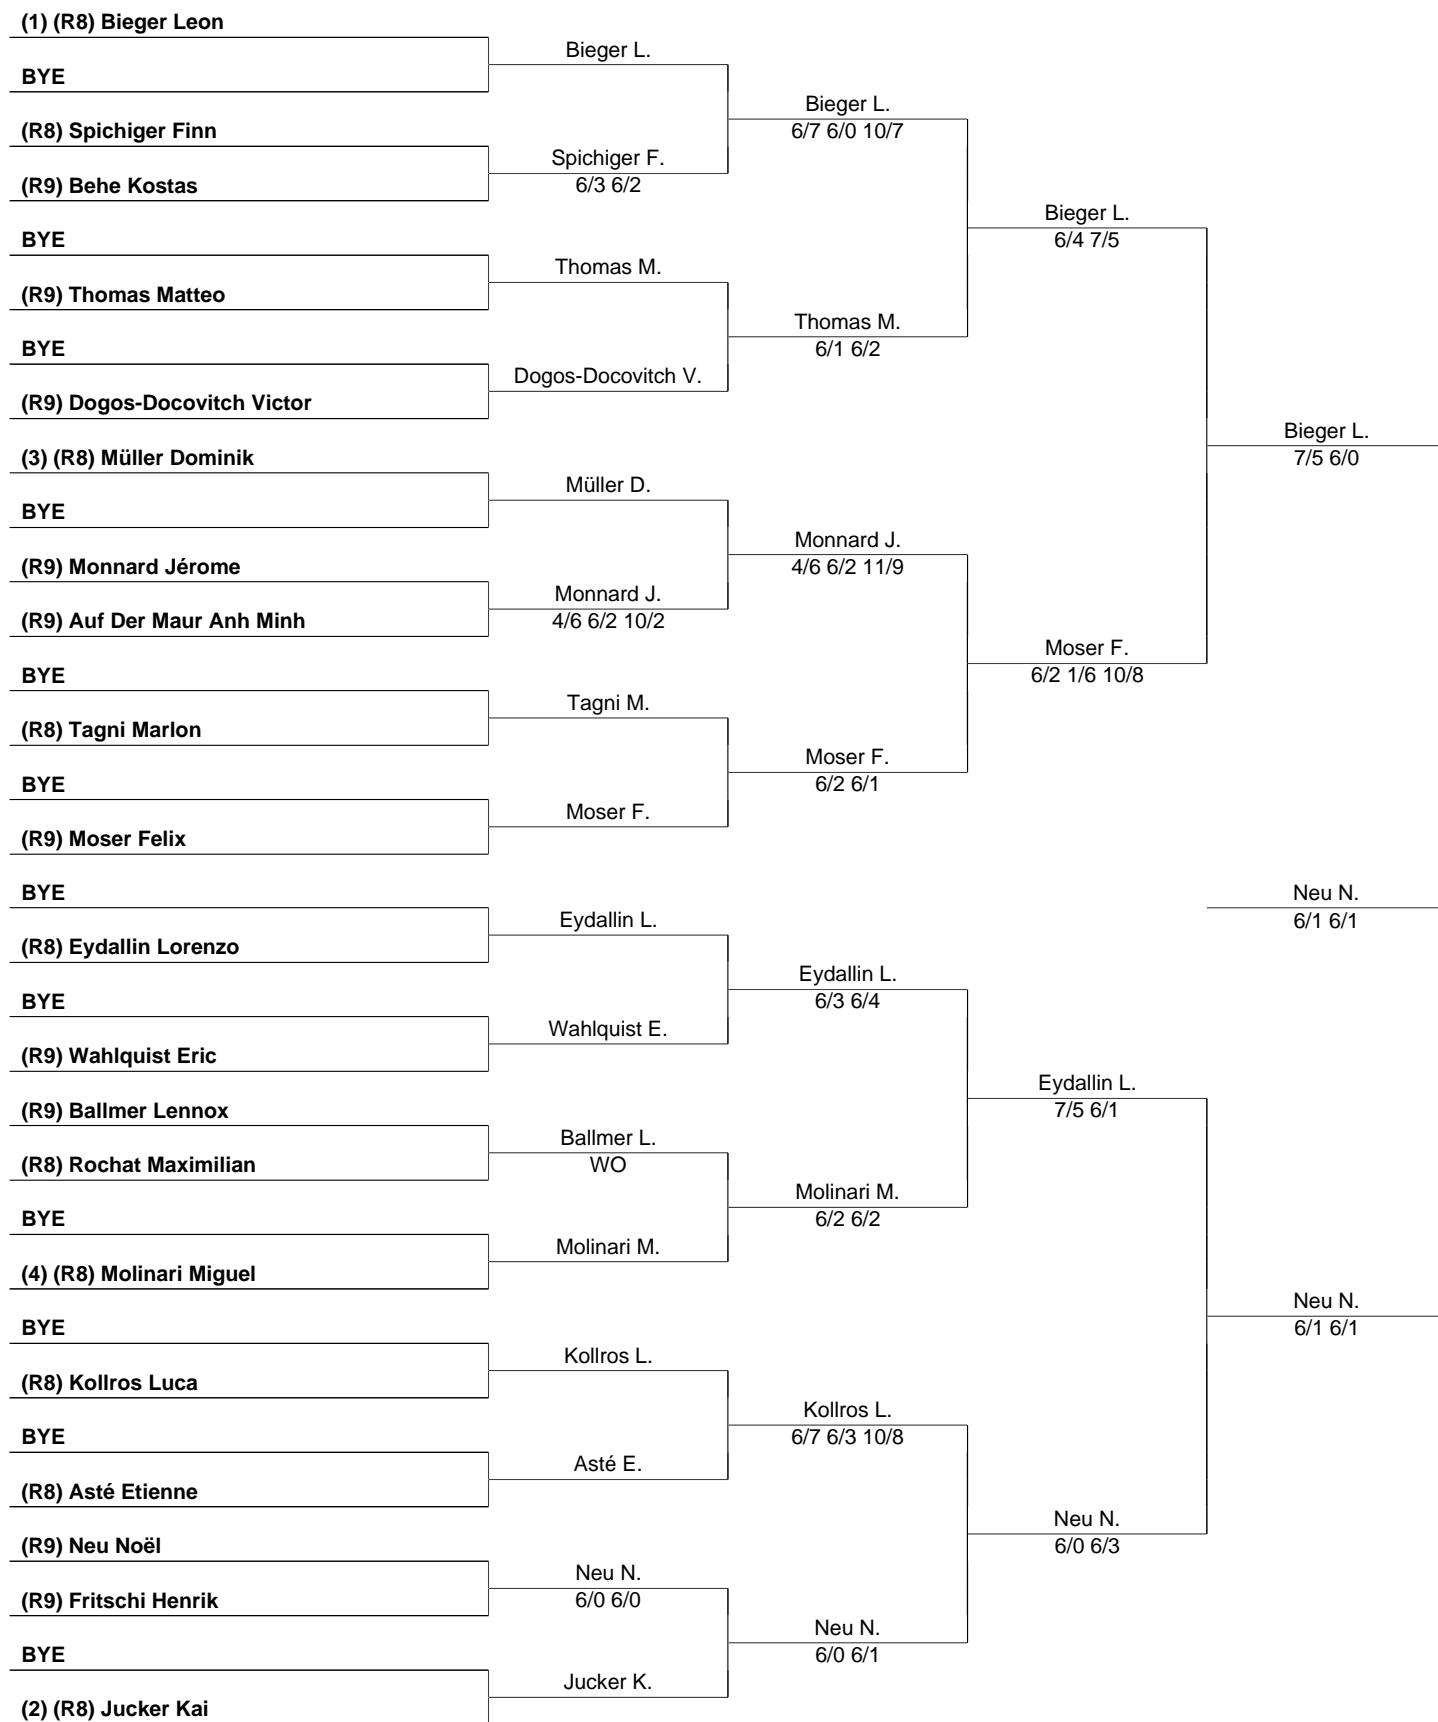 (1) (R8) Bieger Leon
Bieger L.
BYE
Bieger L.
(R8) Spichiger Finn
6/7 6/0 10/7
Spichiger F.
(R9) Behe Kostas
6/3 6/2
Bieger L.
BYE
6/4 7/5
Thomas M.
(R9) Thomas Matteo
Thomas M.
BYE
6/1 6/2
Dogos-Docovitch V.
(R9) Dogos-Docovitch Victor
Bieger L.
(3) (R8) Müller Dominik
7/5 6/0
Müller D.
BYE
Monnard J.
(R9) Monnard Jérome
4/6 6/2 11/9
Monnard J.
(R9) Auf Der Maur Anh Minh
4/6 6/2 10/2
Moser F.
BYE
6/2 1/6 10/8
Tagni M.
(R8) Tagni Marlon
Moser F.
BYE
6/2 6/1
Moser F.
(R9) Moser Felix
BYE
Neu N.
Eydallin L.
6/1 6/1
(R8) Eydallin Lorenzo
Eydallin L.
BYE
6/3 6/4
Wahlquist E.
(R9) Wahlquist Eric
Eydallin L.
(R9) Ballmer Lennox
7/5 6/1
Ballmer L.
(R8) Rochat Maximilian
WO
Molinari M.
BYE
6/2 6/2
Molinari M.
(4) (R8) Molinari Miguel
Neu N.
BYE
6/1 6/1
Kollros L.
(R8) Kollros Luca
Kollros L.
BYE
6/7 6/3 10/8
Asté E.
(R8) Asté Etienne
Neu N.
(R9) Neu Noël
6/0 6/3
Neu N.
(R9) Fritschi Henrik
6/0 6/0
Neu N.
BYE
6/0 6/1
Jucker K.
(2) (R8) Jucker Kai